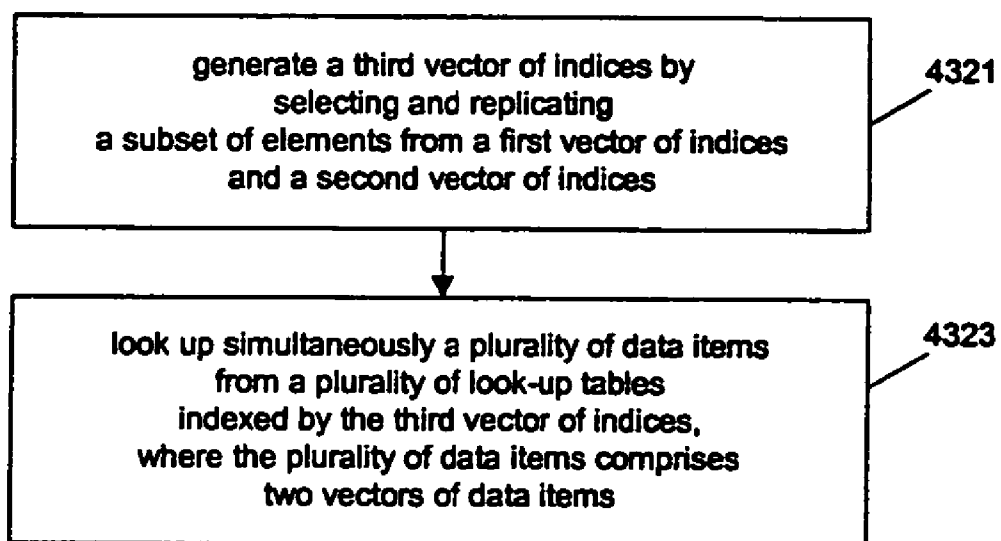 generate a third vector of indices by
selecting and replicating
a subset of elements from a first vector of indices
and a second vector of indices
4321
look up simultaneously a plurality of data items
from a plurality of look-up tables
indexed by the third vector of indices,
where the plurality of data items comprises
two vectors of data items
4323